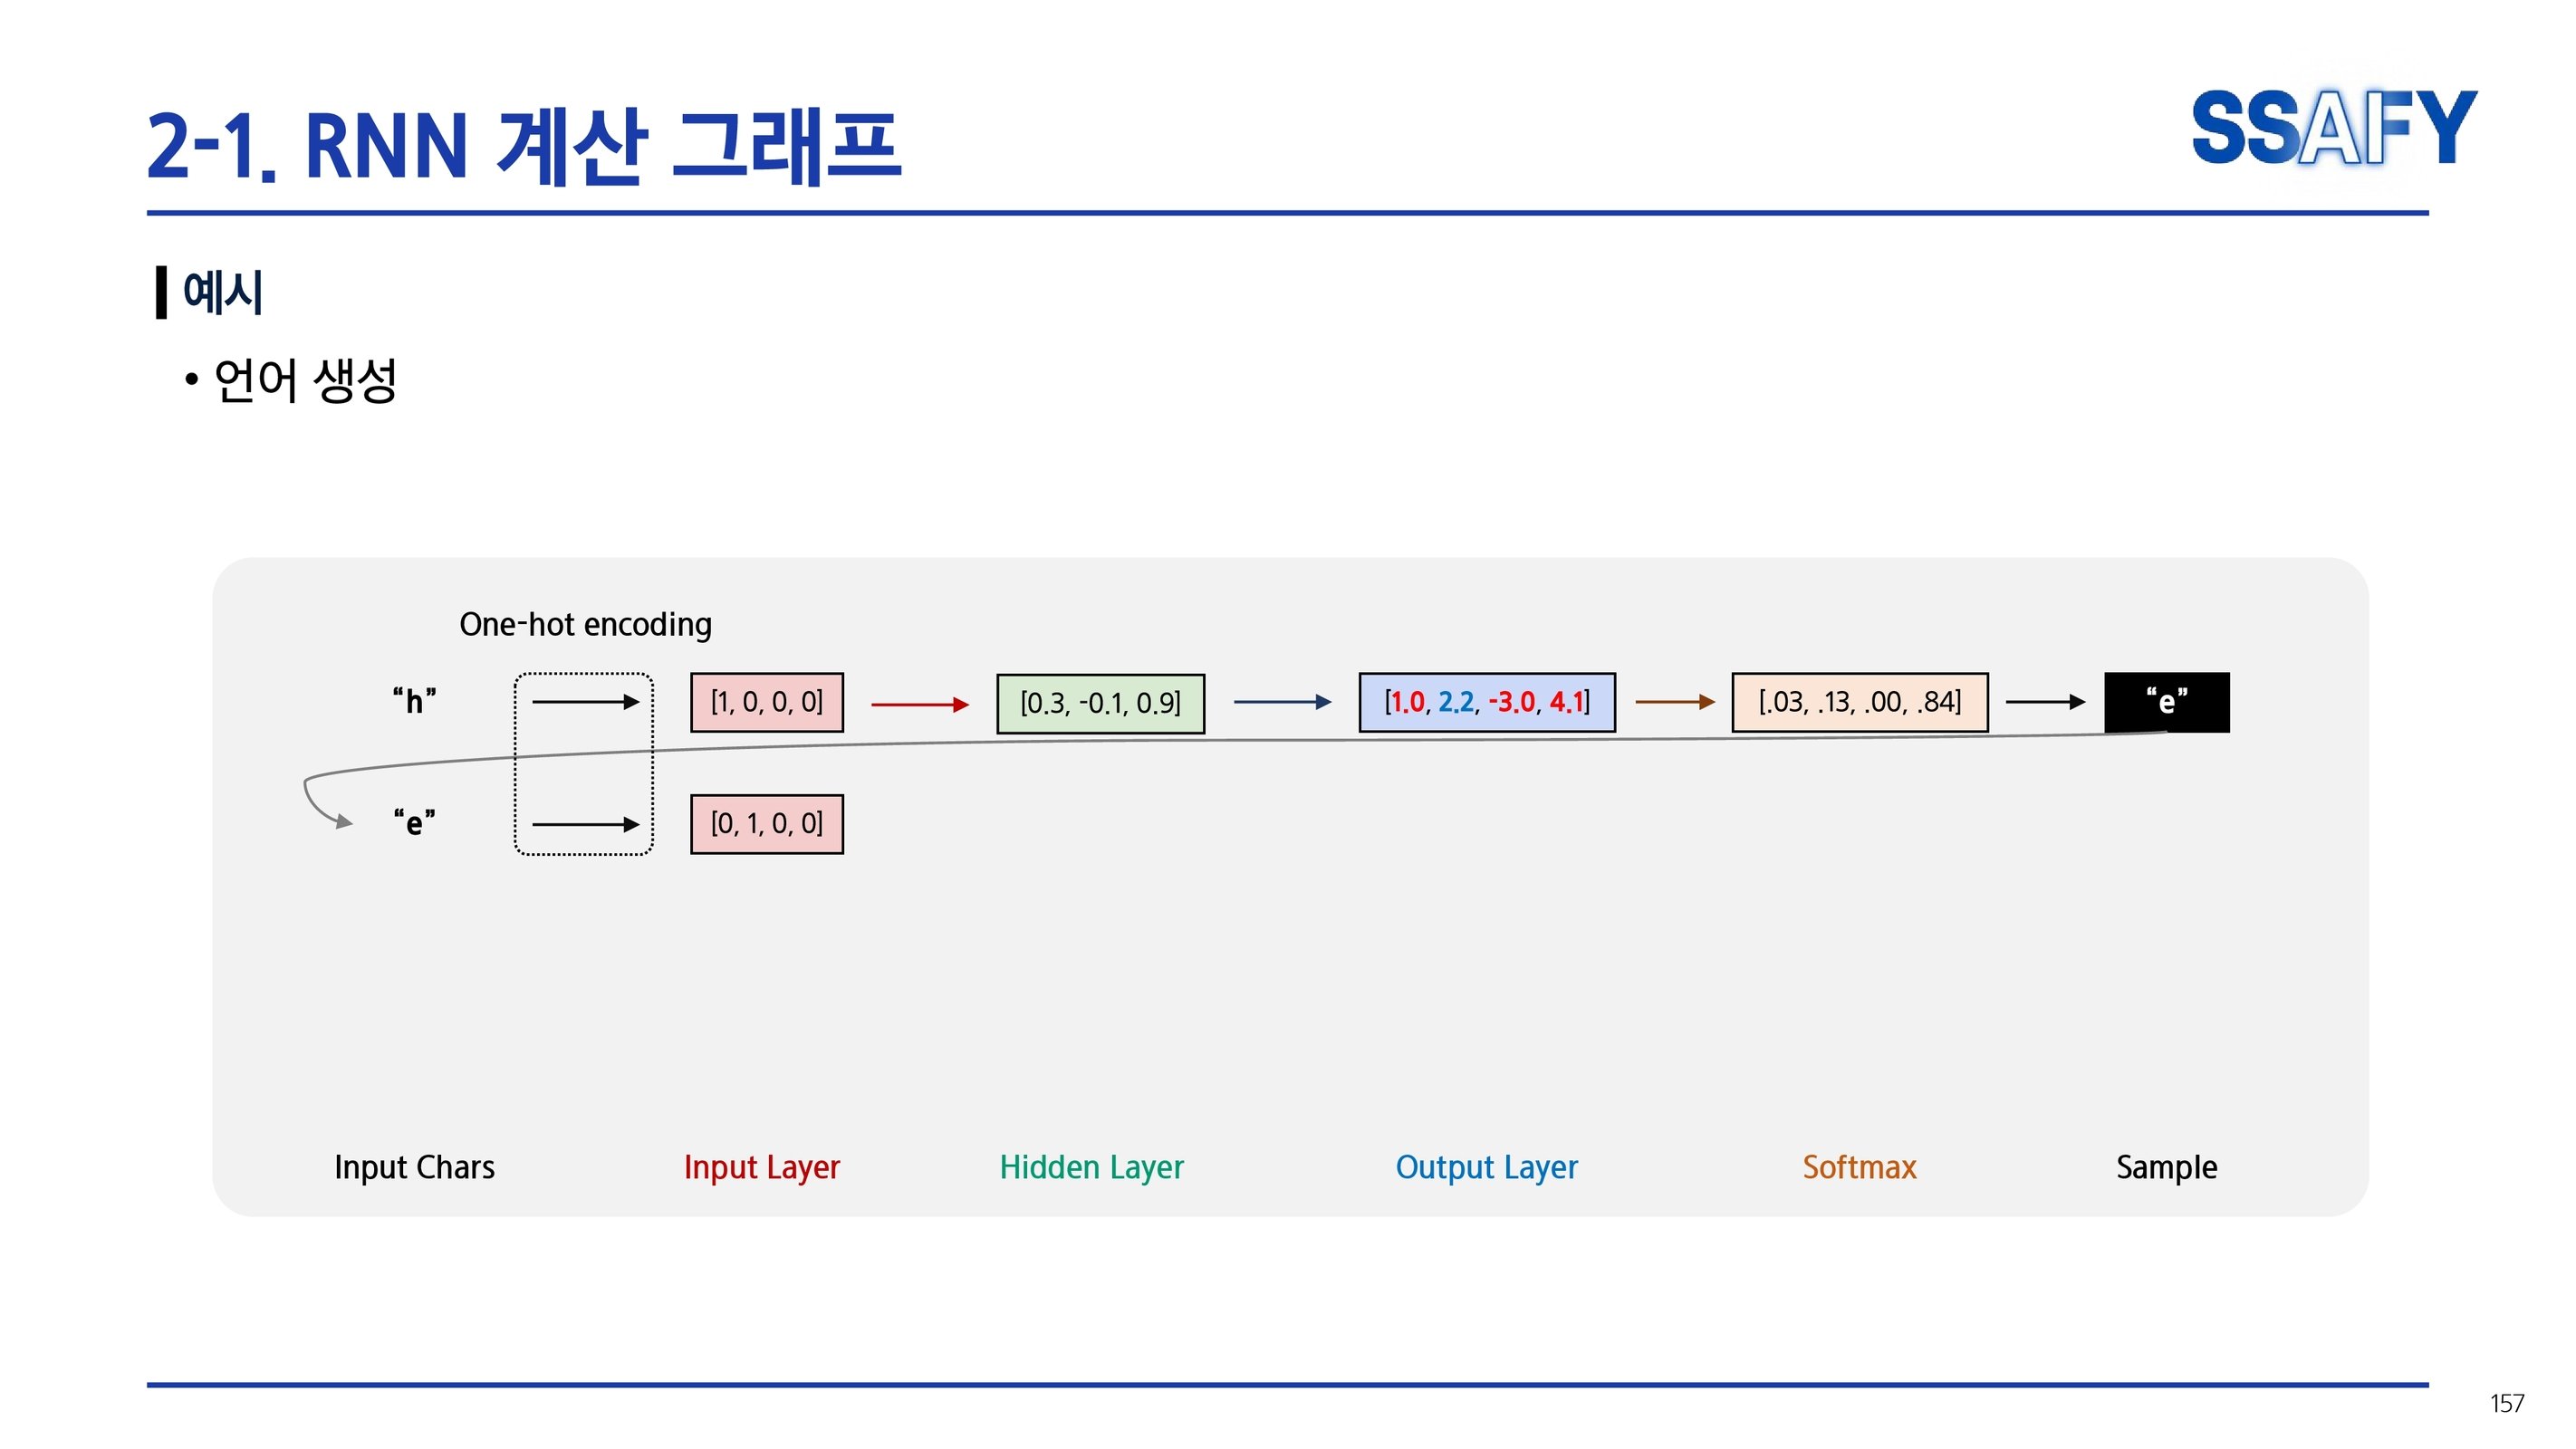 2-1. RNN 계산 그래프
SSAFY
예시
• 언어 생성
One-hot encoding
“h” [1, 0, 0, 0] [0.3, -0.1, 0.9] [1.0, 2.2, -3.0, 4.1] [.03, .13, .00, .84] “e”
“e” [0, 1, 0, 0]
Input Chars Input Layer Hidden Layer Output Layer Softmax Sample
157